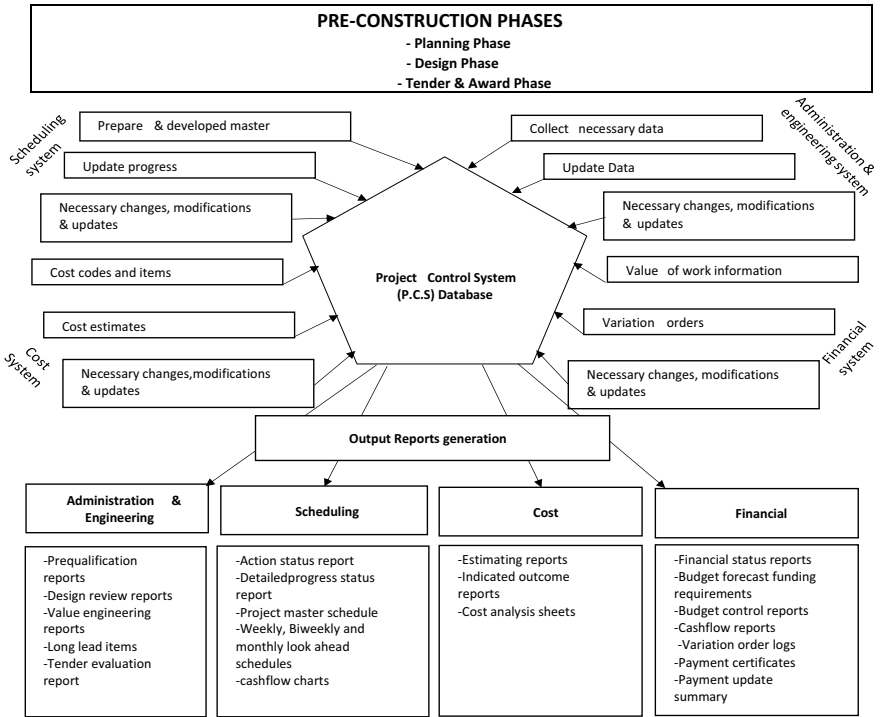 PRE-CONSTRUCTION PHASES
- Planning Phase
- Design Phase
- Tender & Award Phase
Scheduling
system
Prepare & developed master
Update progress
Necessary changes, modifications
& updates
Cost codes and items
Cost estimates
Cost
System
Necessary changes,modifications
& updates
Administration &
engineering system
Collect necessary data
Update Data
Necessary changes, modifications
& updates
Value of work information
Variation orders
Financial
system
Necessary changes, modifications
& updates
Project Control System
(P.C.S) Database
Output Reports generation
Administration &
Engineering
-Prequalification
reports
-Design review reports
-Value engineering
reports
-Long lead items
-Tender evaluation
report
Scheduling
-Action status report
-Detailedprogress status
report
-Project master schedule
-Weekly, Biweekly and
monthly look ahead
schedules
-cashflow charts
Cost
-Estimating reports
-Indicated outcome
reports
-Cost analysis sheets
Financial
-Financial status reports
-Budget forecast funding
requirements
-Budget control reports
-Cashflow reports
-Variation order logs
-Payment certificates
-Payment update
summary